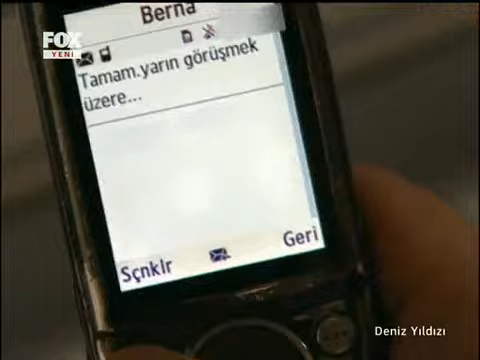 Berna
FOX
YENİ
Tamam.yarın görüşmek
üzere...
Sçnklr
Geri
Deniz Yıldızı